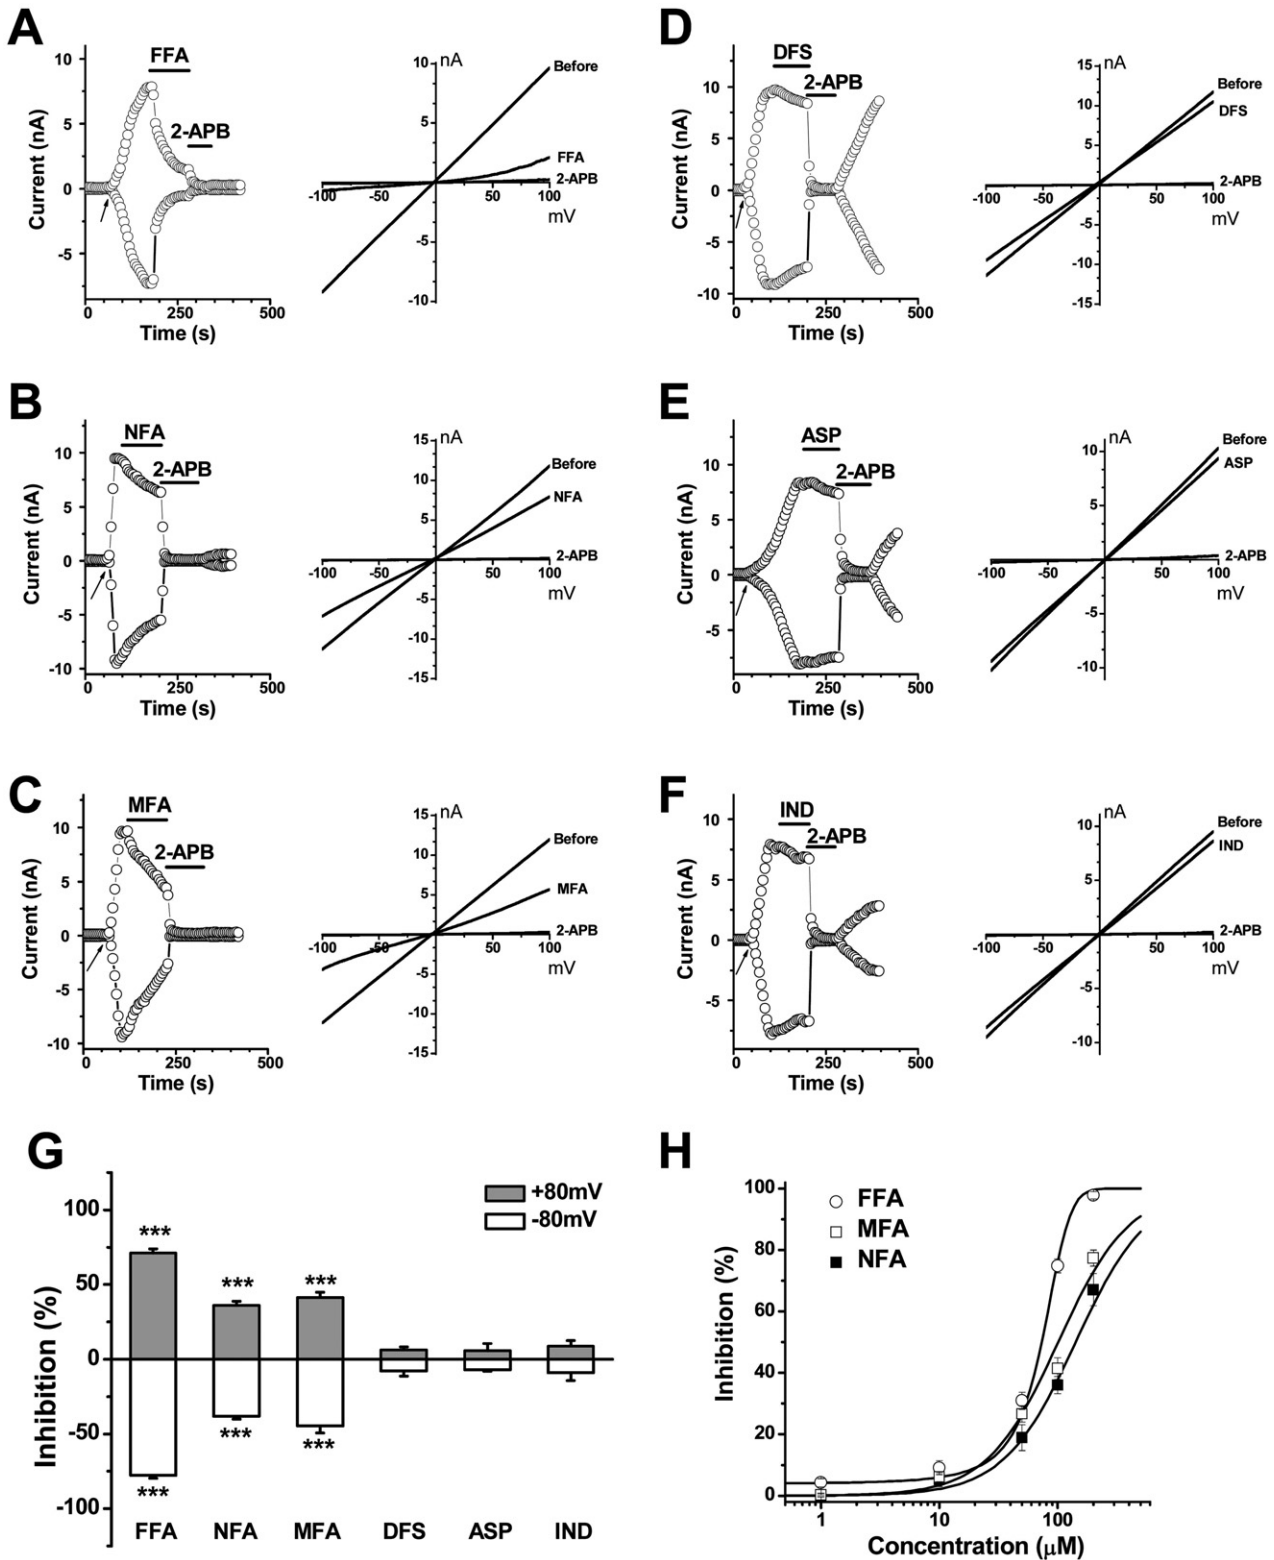 A
FFA
2-APB
10
5
0
-5
Current (nA)
0 250 500
Time (s)
nA
10
5
-100 -50 50 100
-5
-10
mV
Before
FFA
2-APB
D
DFS
2-APB
10
5
0
-5
-10
Current (nA)
0 250 500
Time (s)
nA
15
10
5
-100 -50 50 100
-5
-10
-15
mV
Before
DFS
2-APB
B
NFA
2-APB
10
5
0
-5
-10
Current (nA)
0 250 500
Time (s)
nA
15
10
5
-100 -50 50 100
-5
-10
-15
mV
Before
NFA
2-APB
E
ASP
2-APB
10
5
0
-5
Current (nA)
0 250 500
Time (s)
nA
10
5
-100 -50 50 100
-5
-10
mV
Before
ASP
2-APB
C
MFA
2-APB
10
5
0
-5
-10
Current (nA)
0 250 500
Time (s)
nA
15
10
5
-100 -50 50 100
-5
-10
-15
mV
Before
MFA
2-APB
F
IND
2-APB
10
5
0
-5
Current (nA)
0 250 500
Time (s)
nA
10
5
-100 -50 50 100
-5
-10
mV
Before
IND
2-APB
G
+80mV
-80mV
100
50
0
-50
-100
Inhibition (%)
*** *** ***
*** *** ***
FFA NFA MFA DFS ASP IND
H
FFA
MFA
NFA
100
80
60
40
20
0
Inhibition (%)
1 10 100
Concentration (μM)